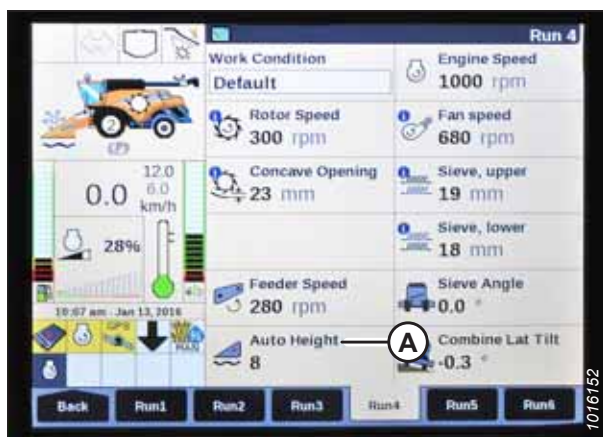 Run 4
Work Condition
Default
Engine Speed
1000 rpm
Rotor Speed
300 rpm
Fan speed
680 rpm
2
(P)
Concave Opening
23 mm
Sieve, upper
19 mm
12.0
6.0
0.0 km/h
Sieve, lower
18 mm
28%
Feeder Speed
280 rpm
Sieve Angle
0.0 °
10:07 am Jan 13, 2016
GPS
MAN
Auto Height
8
A
Combine Lat Tilt
-0.3 °
Back
Run1
Run2
Run3
Run4
Run5
Run6
1016152